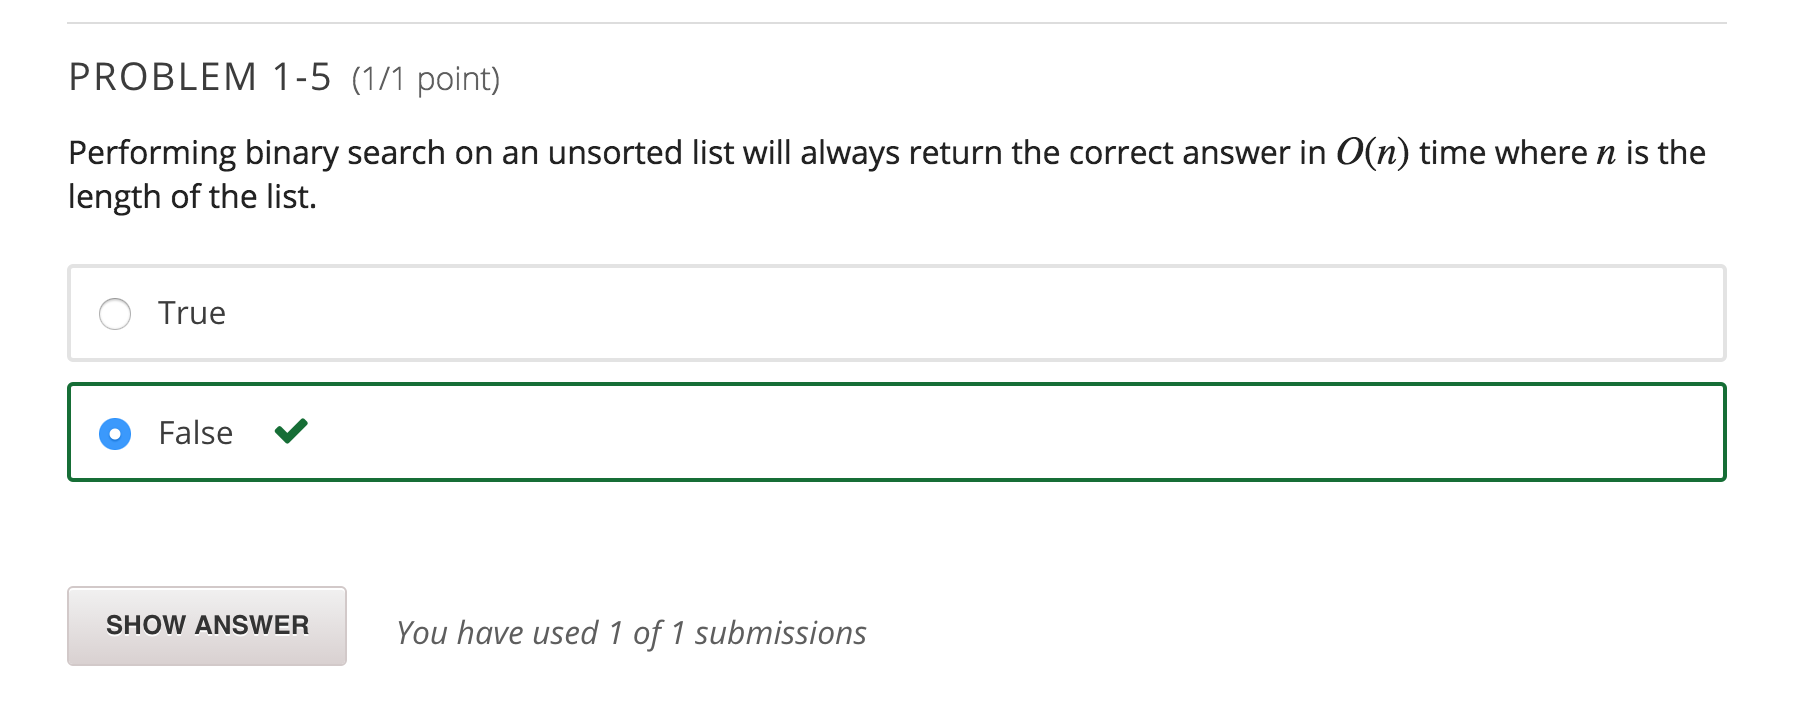 PROBLEM 1-5 (1/1 point)
Performing binary search on an unsorted list will always return the correct answer in O(n) time where n is the
length of the list.
True
False
SHOW ANSWER
You have used 1 of 1 submissions